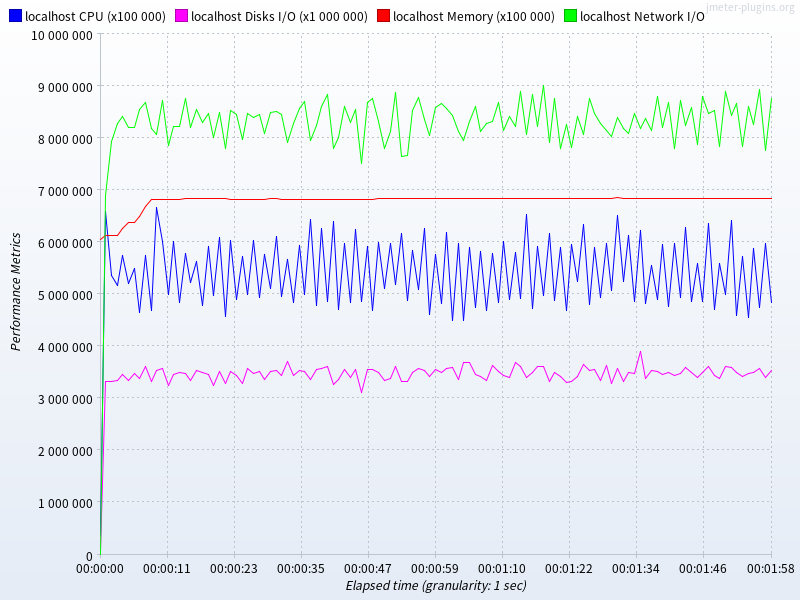 jmeter-plugins.org
localhost CPU (x100 000) localhost Disks I/O (x1 000 000) localhost Memory (x100 000) localhost Network I/O
10 000 000
9 000 000
8 000 000
7 000 000
6 000 000
5 000 000
4 000 000
3 000 000
2 000 000
1 000 000
0
Performance Metrics
00:00:00 00:00:11 00:00:23 00:00:35 00:00:47 00:00:59 00:01:10 00:01:22 00:01:34 00:01:46 00:01:58
Elapsed time (granularity: 1 sec)